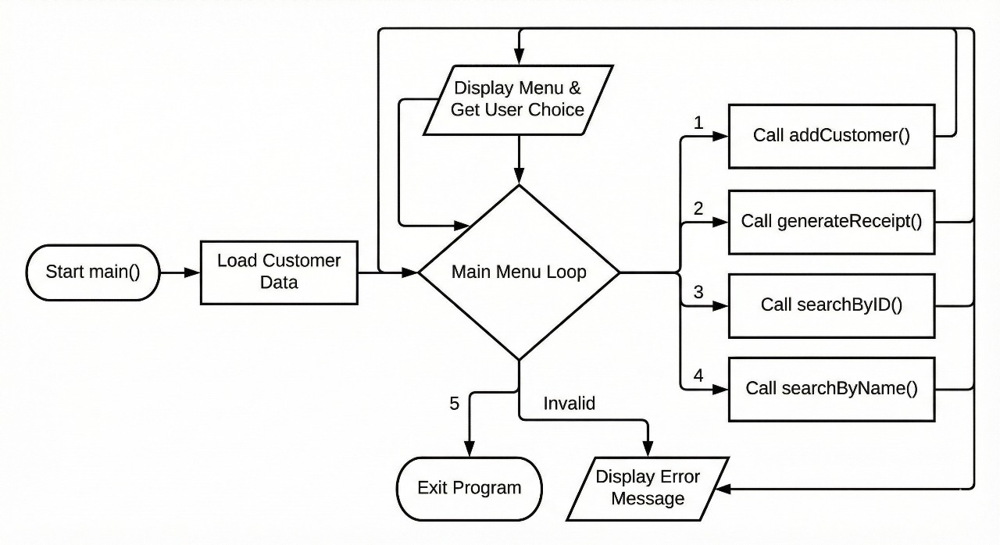 Display Menu &
Get User Choice
1
Call addCustomer()
2
Call generateReceipt()
Start main()
Load Customer
Data
Main Menu Loop
3
Call searchByID()
4
Call searchByName()
5
Invalid
Exit Program
Display Error
Message